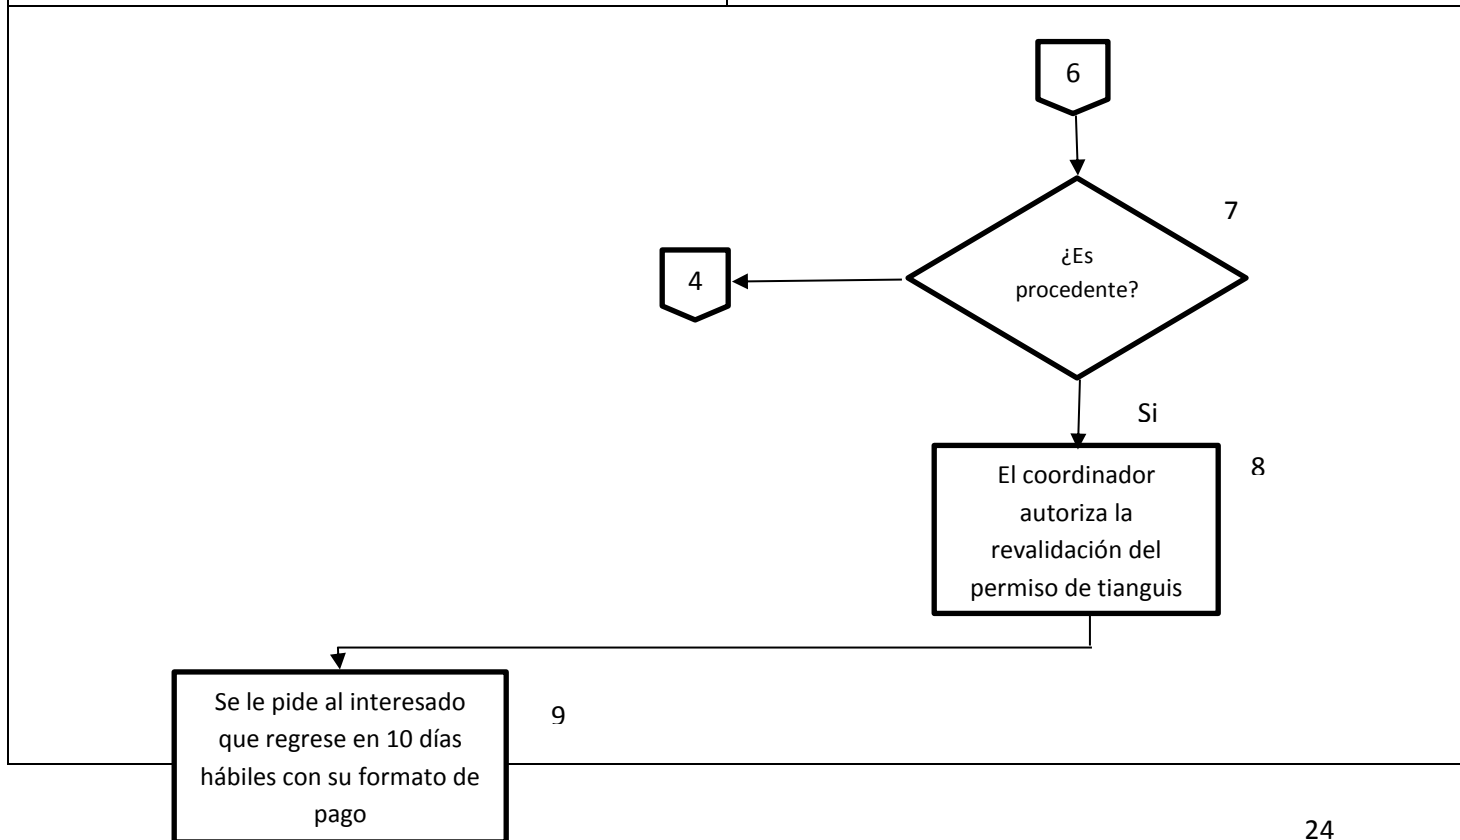 6
7
¿Es
procedente?
4
Si
8
El coordinador
autoriza la
revalidación del
permiso de tianguis
9
Se le pide al interesado
que regrese en 10 días
hábiles con su formato de
pago
24